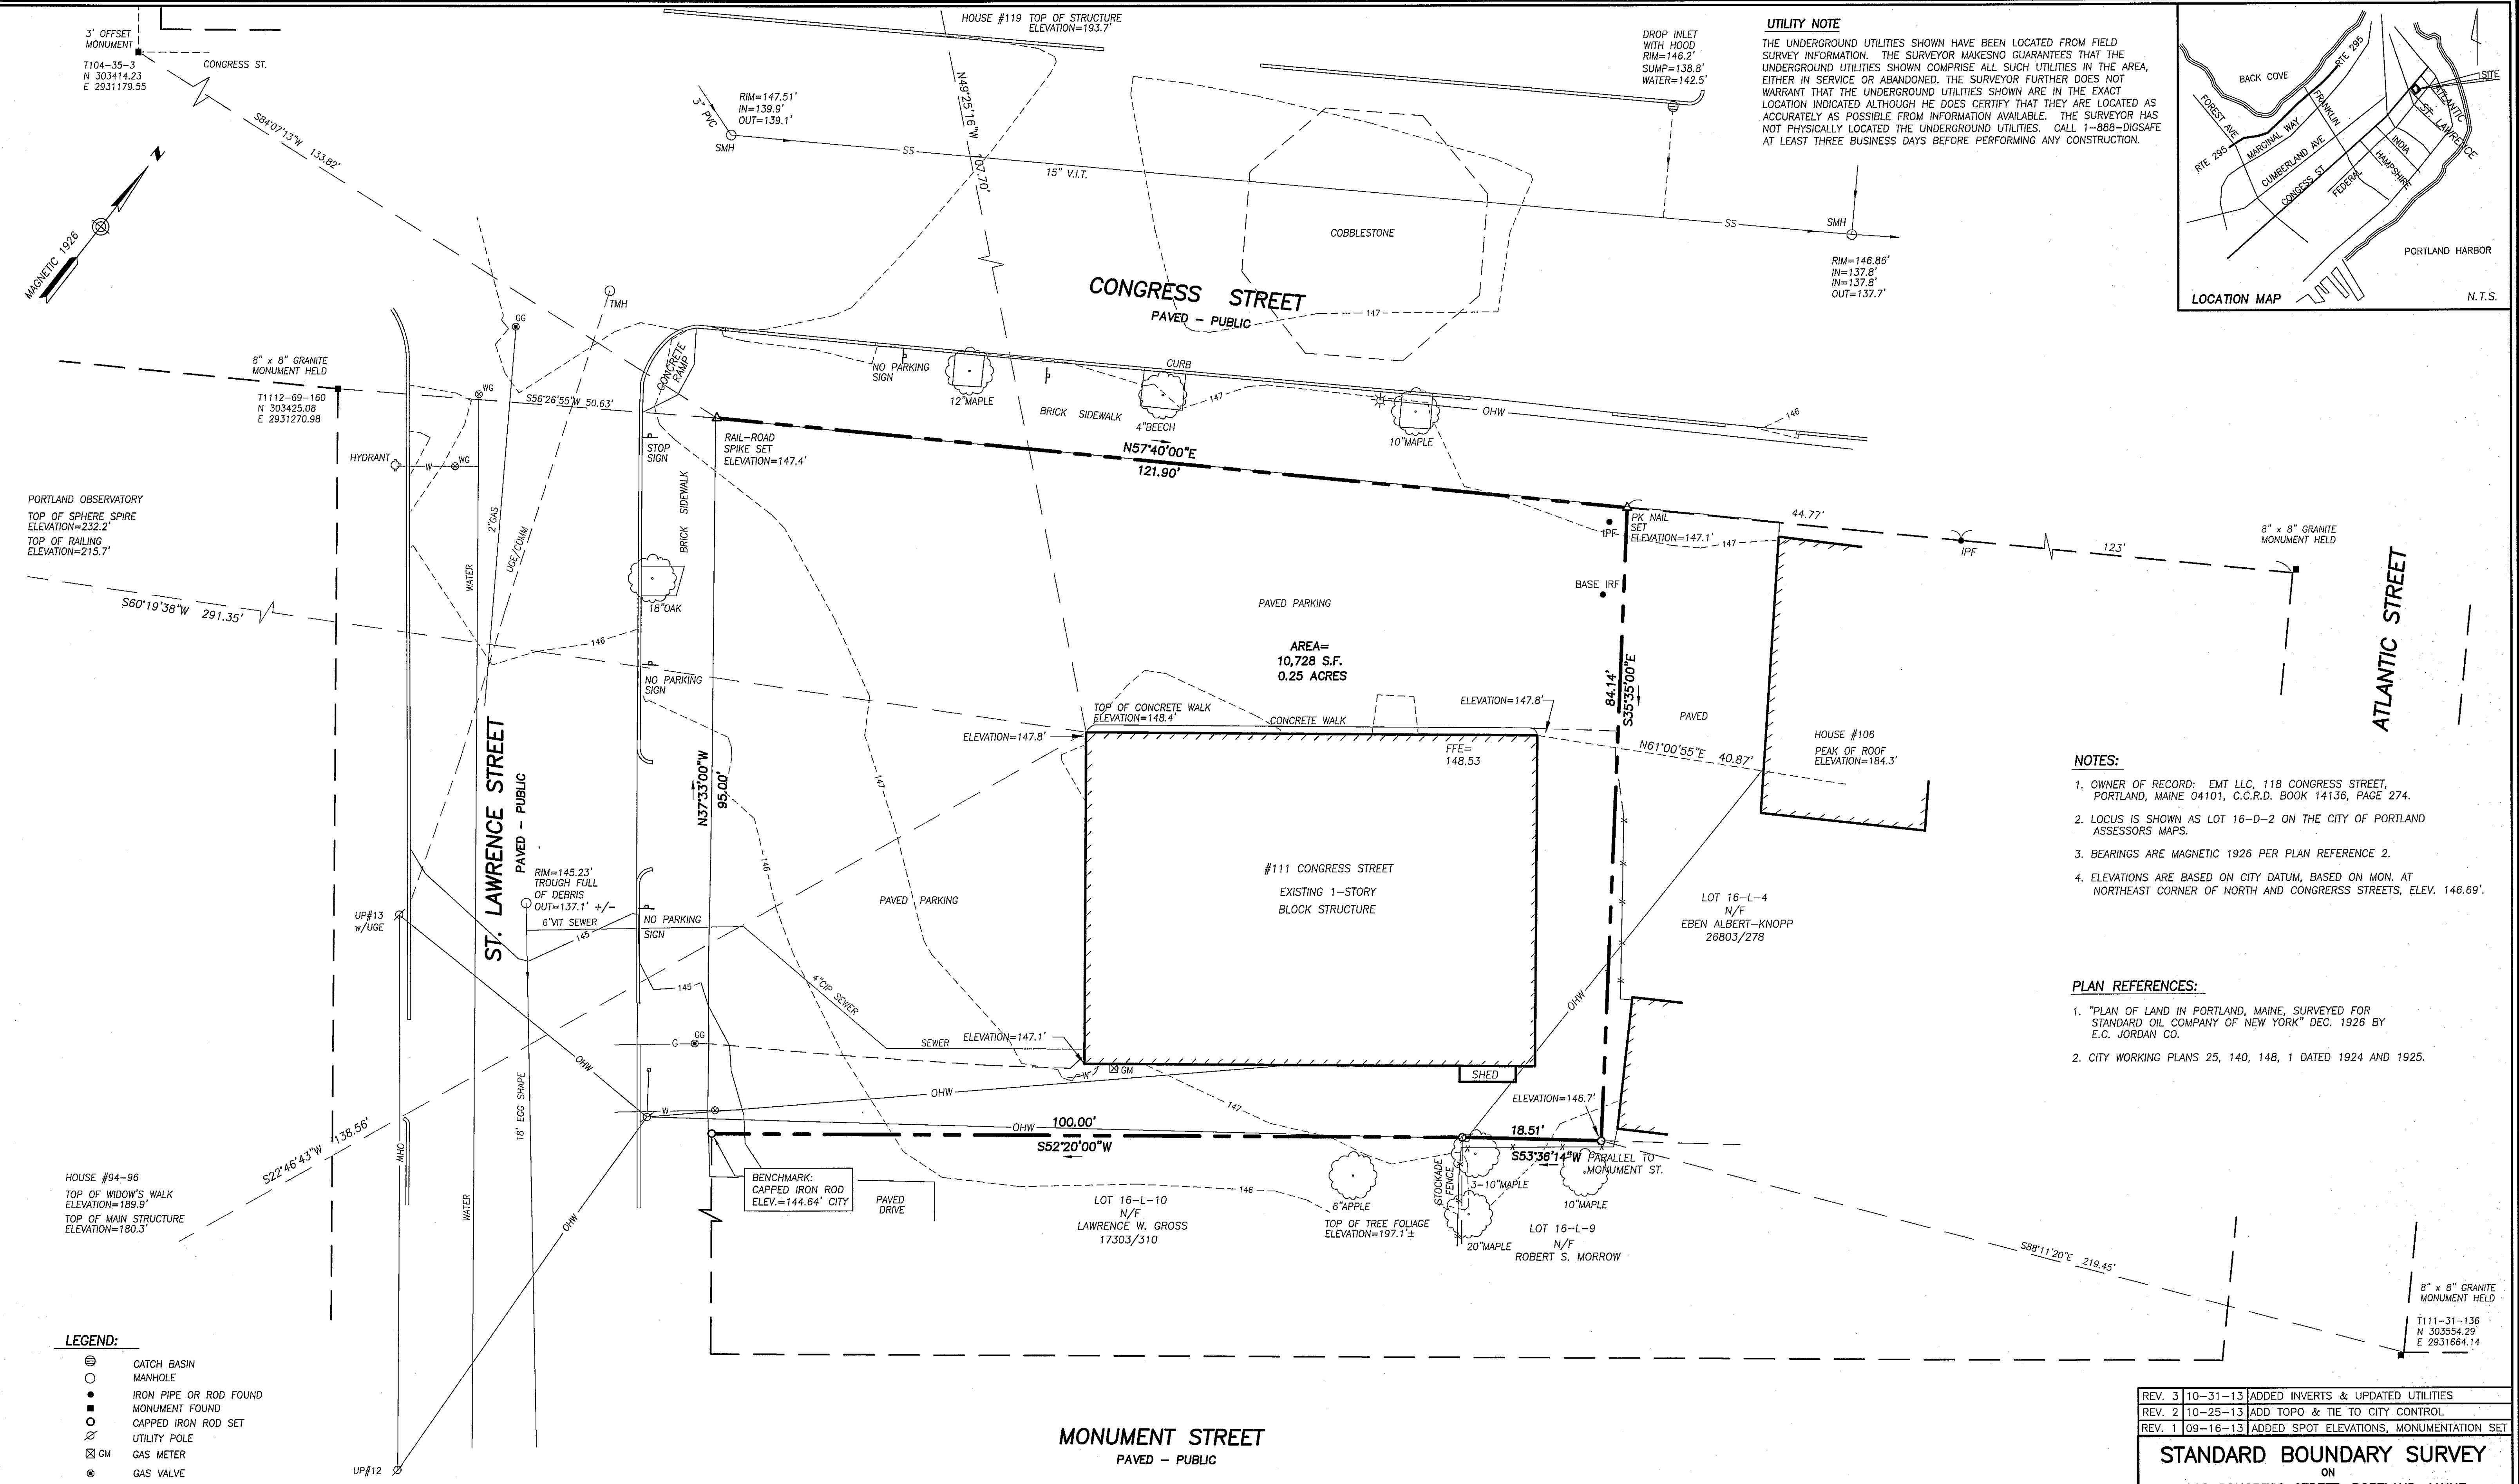 3' OFFSET
MONUMENT
T104-35-3
N 303414.23
E 2931179.55
CONGRESS ST.
S84°07'13"W 133.82'
MAGNETIC 1926
HOUSE #119 TOP OF STRUCTURE
ELEVATION=193.7'
N49°25'16"W
107.70'
3" PVC
RIM=147.51'
IN=139.9'
OUT=139.1'
SMH
SS
15" V.I.T.
DROP INLET
WITH HOOD
RIM=146.2'
SUMP=138.8'
WATER=142.5'
COBBLESTONE
SS
SMH
RIM=146.86'
IN=137.8'
IN=137.8'
OUT=137.7'
UTILITY NOTE
THE UNDERGROUND UTILITIES SHOWN HAVE BEEN LOCATED FROM FIELD
SURVEY INFORMATION. THE SURVEYOR MAKESNO GUARANTEES THAT THE
UNDERGROUND UTILITIES SHOWN COMPRISE ALL SUCH UTILITIES IN THE AREA,
EITHER IN SERVICE OR ABANDONED. THE SURVEYOR FURTHER DOES NOT
WARRANT THAT THE UNDERGROUND UTILITIES SHOWN ARE IN THE EXACT
LOCATION INDICATED ALTHOUGH HE DOES CERTIFY THAT THEY ARE LOCATED AS
ACCURATELY AS POSSIBLE FROM INFORMATION AVAILABLE. THE SURVEYOR HAS
NOT PHYSICALLY LOCATED THE UNDERGROUND UTILITIES. CALL 1-888-DIGSAFE
AT LEAST THREE BUSINESS DAYS BEFORE PERFORMING ANY CONSTRUCTION.
BACK COVE
RTE 295
SITE
FOREST AVE
FRANKLIN
ATLANTIC
ST. LAWRENCE
MARGINAL WAY
RTE 295
CUMBERLAND AVE
INDIA
HAMPSHIRE
CONGESS ST
FEDERAL
PORTLAND HARBOR
LOCATION MAP
N.T.S.
CONGRESS STREET
PAVED - PUBLIC
147
TMH
GG
8" x 8" GRANITE
MONUMENT HELD
T1112-69-160
N 303425.08
E 2931270.98
WG
S56°26'55"W 50.63'
CONCRETE
RAMP
NO PARKING
SIGN
12"MAPLE
BRICK SIDEWALK
4"BEECH
CURB
147
10"MAPLE
OHW
146
HYDRANT
W
WG
STOP
SIGN
RAIL-ROAD
SPIKE SET
ELEVATION=147.4'
N57°40'00"E
121.90'
PORTLAND OBSERVATORY
TOP OF SPHERE SPIRE
ELEVATION=232.2'
TOP OF RAILING
ELEVATION=215.7'
2"GAS
UGE/COMM
WATER
BRICK SIDEWALK
18"OAK
IPF
PK NAIL
SET
ELEVATION=147.1'
147
44.77'
IPF
123'
8" x 8" GRANITE
MONUMENT HELD
ATLANTIC STREET
BASE IRF
S60°19'38"W 291.35'
146
NO PARKING
SIGN
PAVED PARKING
AREA=
10,728 S.F.
0.25 ACRES
84.14'
S35°35'00"E
PAVED
TOP OF CONCRETE WALK
ELEVATION=148.4'
CONCRETE WALK
ELEVATION=147.8'
ELEVATION=147.8'
FFE=
148.53
N61°00'55"E 40.87'
HOUSE #106
PEAK OF ROOF
ELEVATION=184.3'
ST. LAWRENCE STREET
PAVED - PUBLIC
N37°33'00"W
95.00'
147
146
NOTES:
1. OWNER OF RECORD: EMT LLC, 118 CONGRESS STREET,
PORTLAND, MAINE 04101, C.C.R.D. BOOK 14136, PAGE 274.
2. LOCUS IS SHOWN AS LOT 16-D-2 ON THE CITY OF PORTLAND
ASSESSORS MAPS.
3. BEARINGS ARE MAGNETIC 1926 PER PLAN REFERENCE 2.
4. ELEVATIONS ARE BASED ON CITY DATUM, BASED ON MON. AT
NORTHEAST CORNER OF NORTH AND CONGRERSS STREETS, ELEV. 146.69'.
#111 CONGRESS STREET
EXISTING 1-STORY
BLOCK STRUCTURE
RIM=145.23'
TROUGH FULL
OF DEBRIS
OUT=137.1' +/-
PAVED PARKING
UP#13
w/UGE
6"VIT SEWER
145
NO PARKING
SIGN
LOT 16-L-4
N/F
EBEN ALBERT-KNOPP
26803/278
145
4"CIP SEWER
PLAN REFERENCES:
1. "PLAN OF LAND IN PORTLAND, MAINE, SURVEYED FOR
STANDARD OIL COMPANY OF NEW YORK" DEC. 1926 BY
E.C. JORDAN CO.
2. CITY WORKING PLANS 25, 140, 148, 1 DATED 1924 AND 1925.
OHW
G
GG
SEWER
ELEVATION=147.1'
OHW
18' EGG SHAPE
W
GM
SHED
OHW
W
147
ELEVATION=146.7'
OHW
100.00'
S52°20'00"W
18.51'
S53°36'14"W
PARALLEL TO
MONUMENT ST.
S22°46'43"W 138.56'
OHW
HOUSE #94-96
TOP OF WIDOW'S WALK
ELEVATION=189.9'
TOP OF MAIN STRUCTURE
ELEVATION=180.3'
WATER
OHW
BENCHMARK:
CAPPED IRON ROD
ELEV.=144.64' CITY
PAVED
DRIVE
LOT 16-L-10
N/F
LAWRENCE W. GROSS
17303/310
146
6"APPLE
TOP OF TREE FOLIAGE
ELEVATION=197.1'±
STOCKADE
FENCE
3-10"MAPLE
20"MAPLE
10"MAPLE
LOT 16-L-9
N/F
ROBERT S. MORROW
S88°11'20"E 219.45'
8" x 8" GRANITE
MONUMENT HELD
T111-31-136
N 303554.29
E 2931664.14
LEGEND:
CATCH BASIN
MANHOLE
IRON PIPE OR ROD FOUND
MONUMENT FOUND
CAPPED IRON ROD SET
UTILITY POLE
GM GAS METER
GAS VALVE
UP#12
MONUMENT STREET
PAVED - PUBLIC
REV. 3 10-31-13 ADDED INVERTS & UPDATED UTILITIES
REV. 2 10-25-13 ADD TOPO & TIE TO CITY CONTROL
REV. 1 09-16-13 ADDED SPOT ELEVATIONS, MONUMENTATION SET
STANDARD BOUNDARY SURVEY
ON